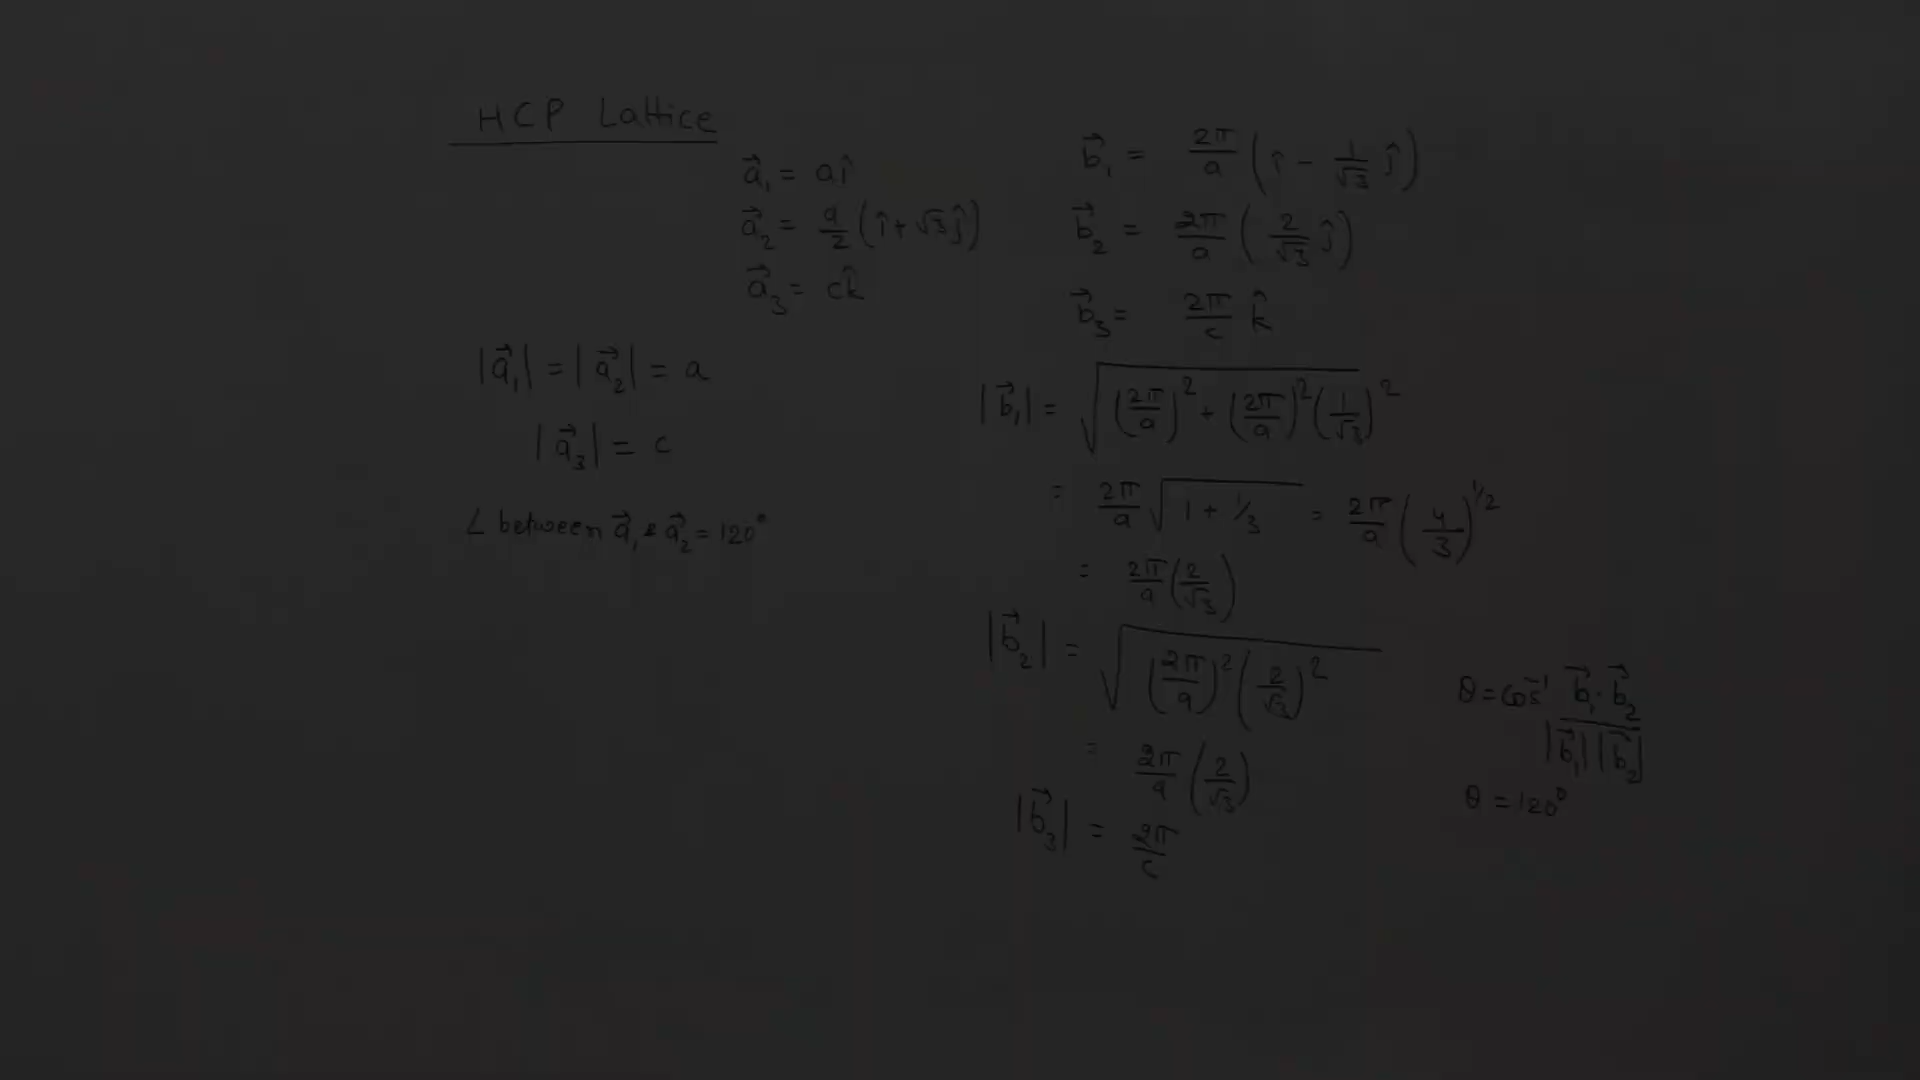 HCP Lattice
a⃗₁ = aî
a⃗₂ = a/2 (î + √3 ĵ)
a⃗₃ = ck̂
|a⃗₁| = |a⃗₂| = a
|a⃗₃| = c
∠ between a⃗₁ & a⃗₂ = 120°
b⃗₁ = 2π/a (î - 1/√3 ĵ)
b⃗₂ = 2π/a (2/√3 ĵ)
b⃗₃ = 2π/c k̂
|b⃗₁| = √((2π/a)² + (2π/a)² (1/√3)²)
= 2π/a √(1 + 1/3) = 2π/a (4/3)^1/2
= 2π/a (2/√3)
|b⃗₂| = √((2π/a)² (2/√3)²)
= 2π/a (2/√3)
|b⃗₃| = 2π/c
θ = cos⁻¹ b⃗₁·b⃗₂ / |b⃗₁| |b⃗₂|
θ = 120°